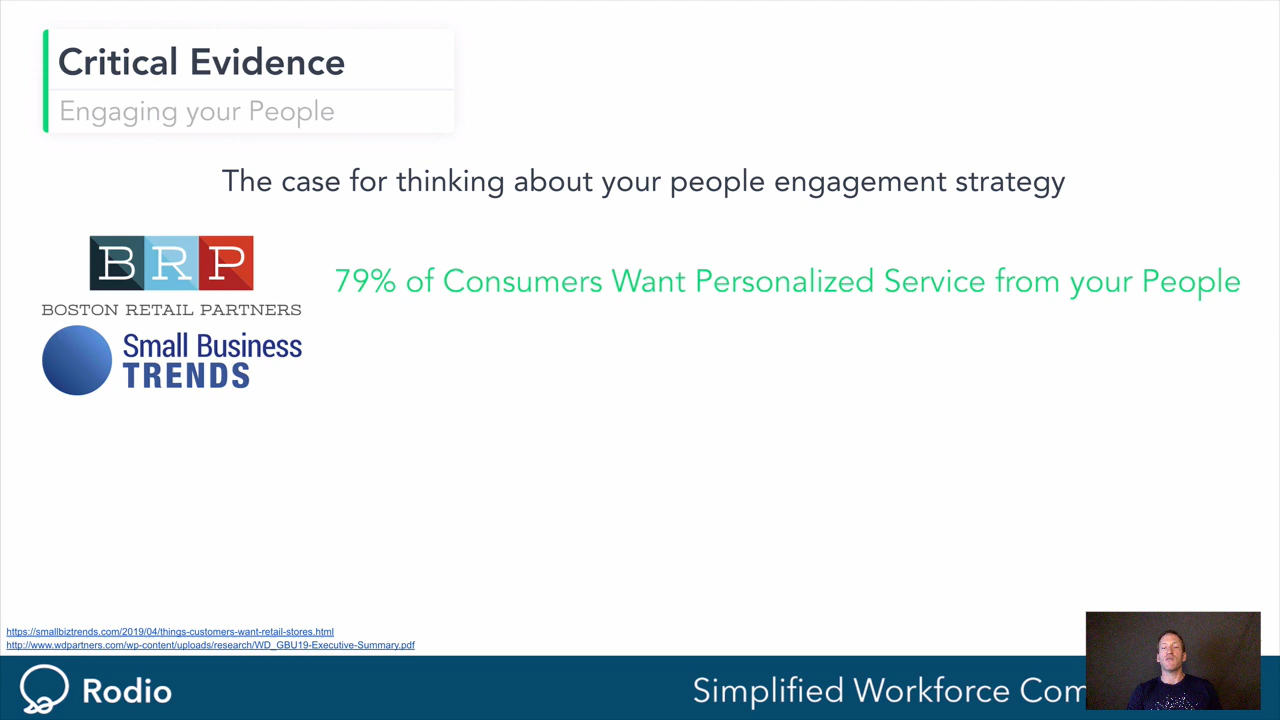 Critical Evidence
Engaging your People
The case for thinking about your people engagement strategy
BRP
BOSTON RETAIL PARTNERS
79% of Consumers Want Personalized Service from your People
Small Business
TRENDS
https://smallbiztrends.com/2019/04/things-customers-want-retail-stores.html
http://www.wdpartners.com/wp-content/uploads/research/WD_GBU19-Executive-Summary.pdf
Rodio
Simplified Workforce Com